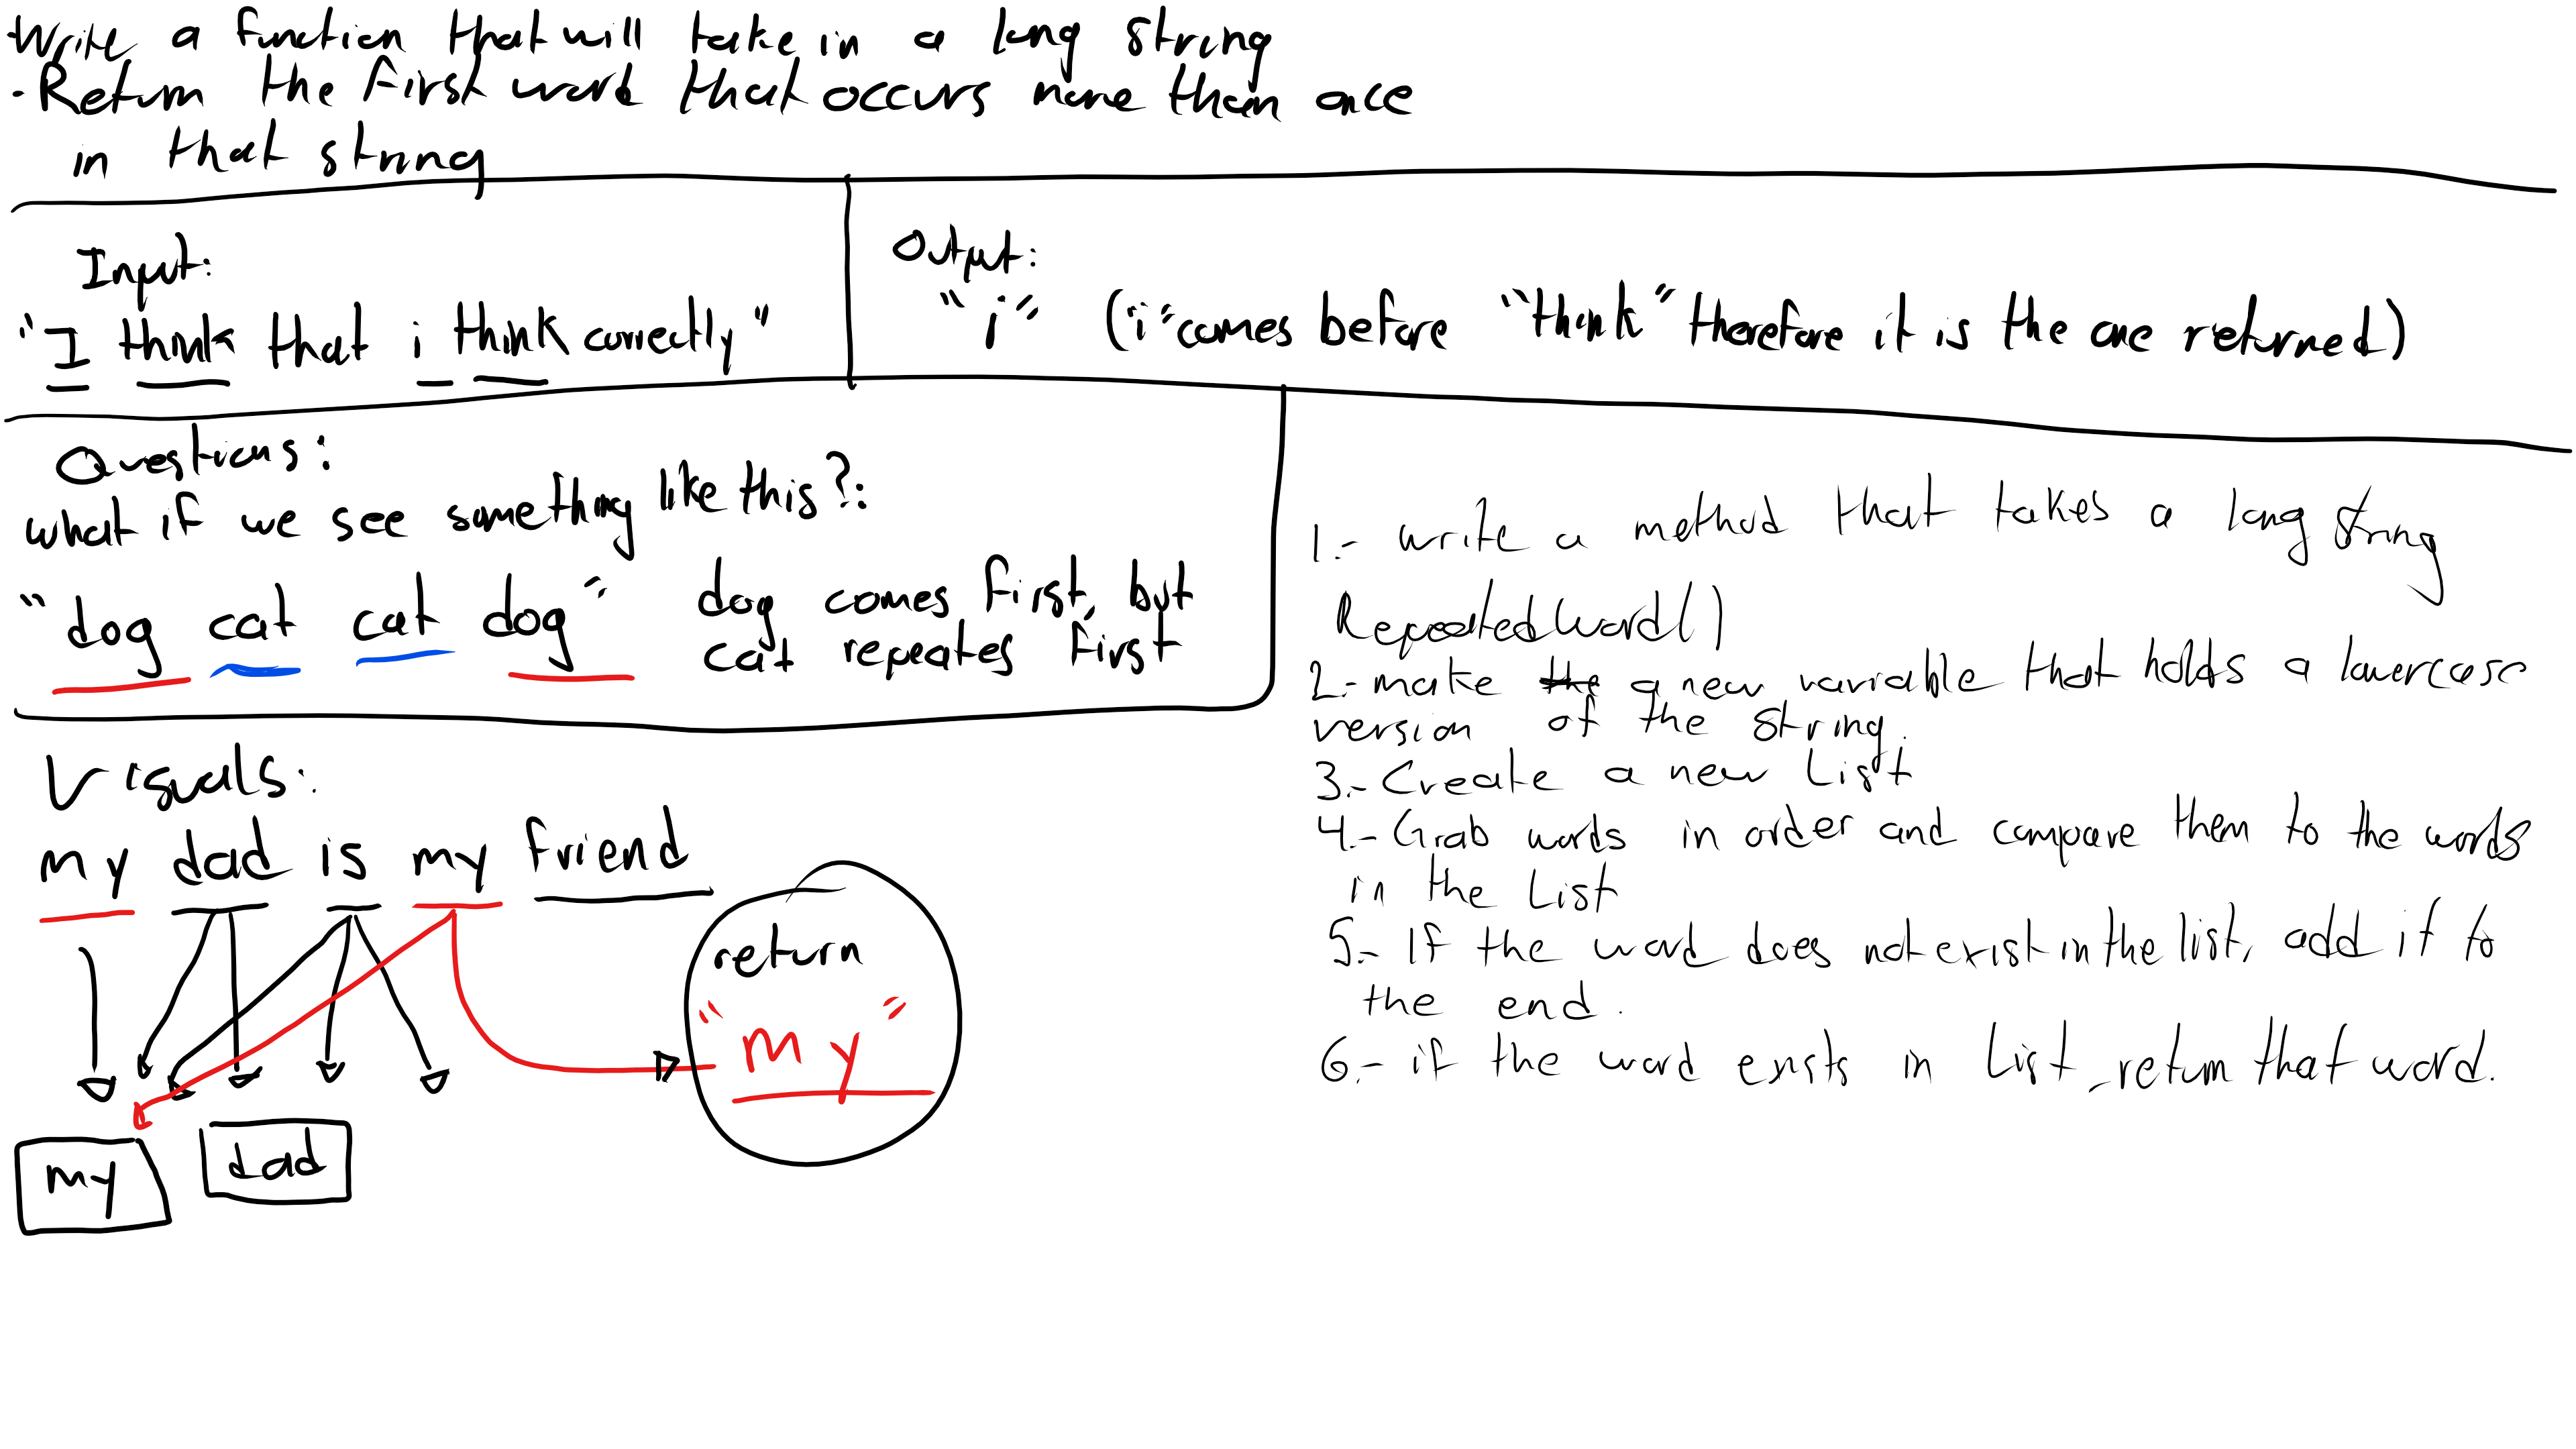 -Write a function that will take in a long string
- Return the first word that occurs more than once
in that string
Input:
"I think that i think correctly"
Output:
"i" ("i" comes before "think" therefore it is the one returned)
Questions:
what if we see something like this?:
"dog cat cat dog"
dog comes first, but
cat repeates first
Visuals:
my dad is my friend
return
"my"
my
dad
1.- write a method that takes a long string
RepeatedWord()
2.- make the a new variable that holds a lowercase
version of the string.
3.- Create a new List
4.- Grab words in order and compare them to the words
in the List
5.- If the word does not exist in the list, add it to
the end.
6.- if the word exists in List, return that word.